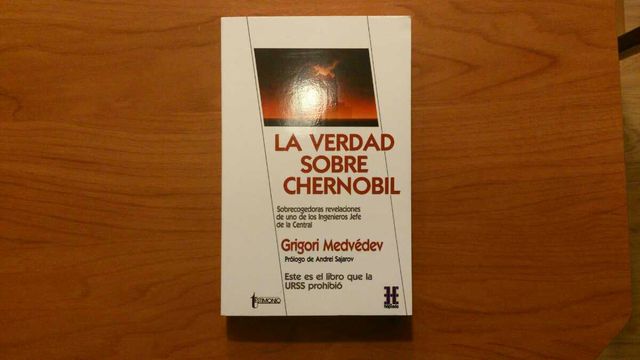 LA VERDAD
SOBRE
CHERNOBIL
Sobrecogedoras revelaciones
de uno de los Ingenieros Jefe
de la Central
Grigori Medvédev
Prólogo de Andrei Sajarov
Este es el libro que la
URSS prohibió
TESTIMONIO